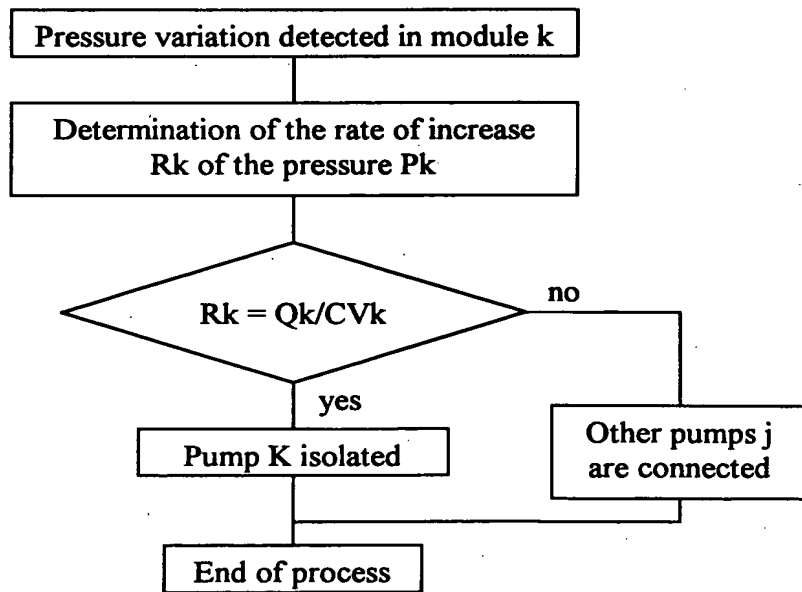 Pressure variation detected in module k
Determination of the rate of increase
Rk of the pressure Pk
Rk = Qk/CVk
no
yes
Pump K isolated
Other pumps j
are connected
End of process